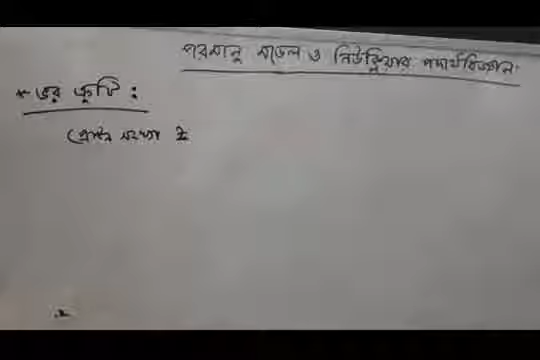 পরমানু মডেল ও নিউক্লিয়ার পদার্থবিজ্ঞান
* ভর ত্রুটি :
প্রোটন সংখ্যা Z